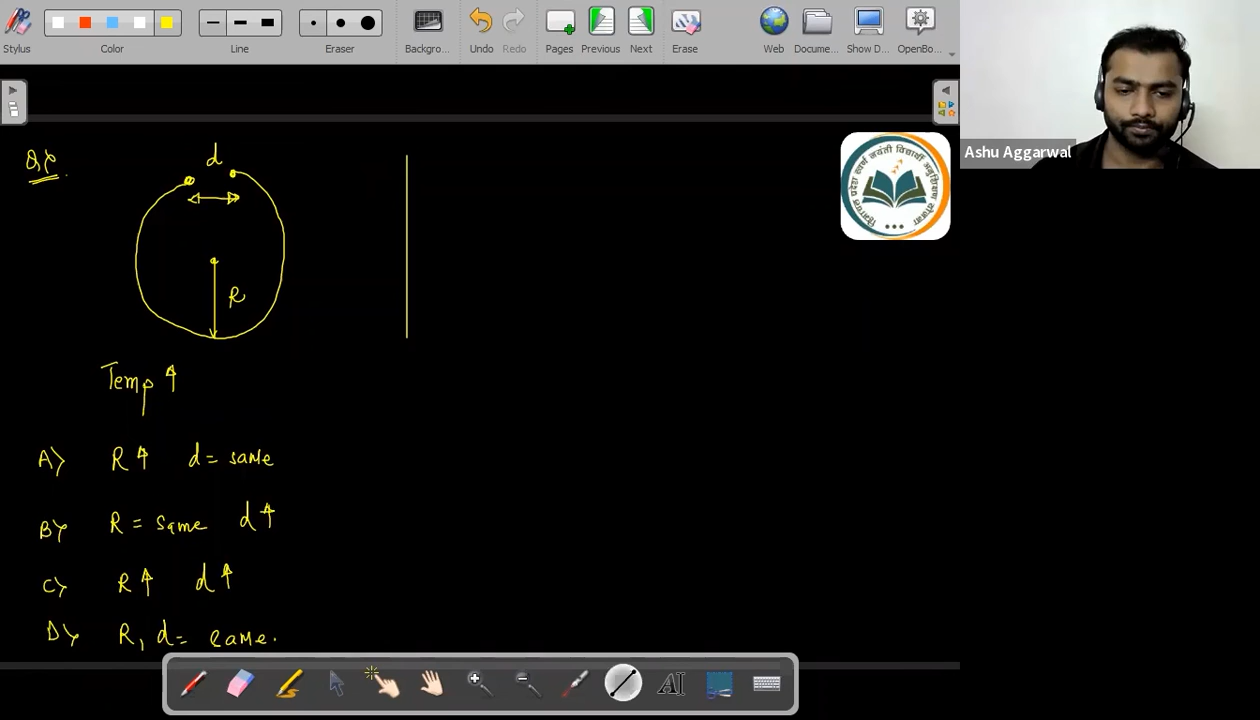 Stylus Color Line Eraser Backgro... Undo Redo Pages Previous Next Erase Web Docume... Show D... OpenBo...
Ashu Aggarwal
d
R
Temp ↑
A) R ↑ d = same
B) R = same d ↑
C) R ↑ d ↑
D) R, d = same.
AI